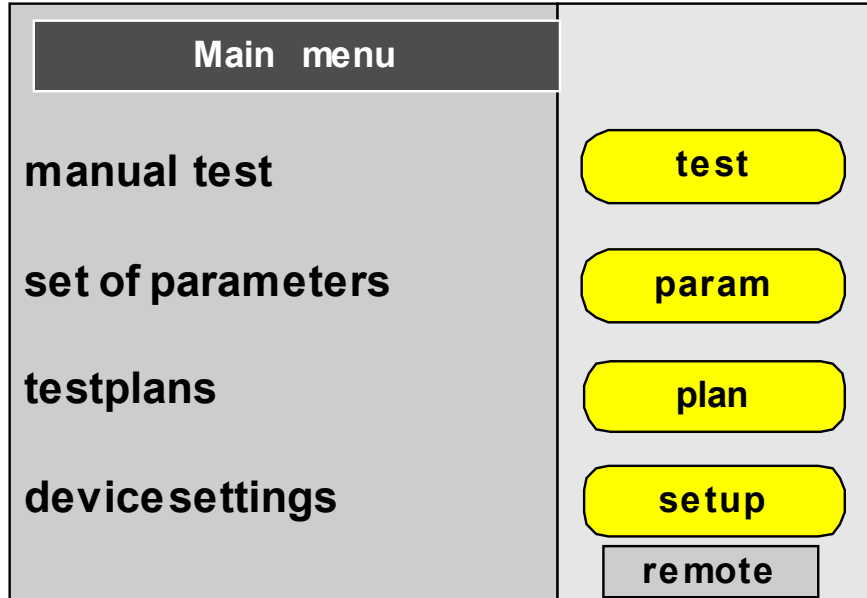 Main menu
manual test
test
set of parameters
param
testplans
plan
devicesettings
setup
remote